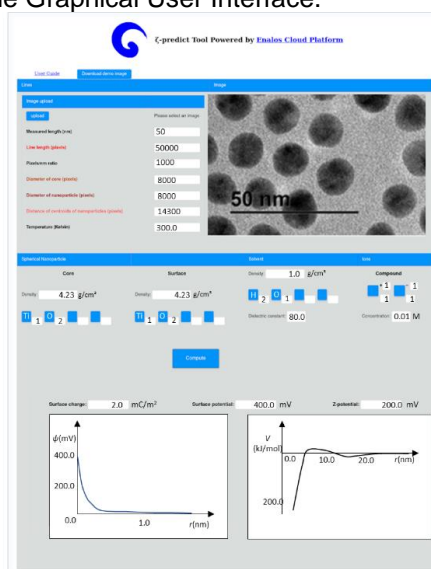 e Graphical User Interface.
ζ-predict Tool Powered by Enalos Cloud Platform
User Guide Download demo image
Lines Image
Image upload
upload Please select an image
Measured length (nm) 50
Line length (pixels) 50000
Pixels/nm ratio 1000
Diameter of core (pixels) 8000
Diameter of nanoparticle (pixels) 8000
Distance of centroids of nanoparticles (pixels) 14300
Temperature (Kelvin) 300.0
50 nm
Spherical Nanoparticle Solvent Ions
Core Surface Density: 1.0 g/cm³ Compound
Density: 4.23 g/cm³ Density: 4.23 g/cm³
H 2 O 1
+ 1 - 1
1 1
Ti 1 O 2 Ti 1 O 2
Dielectric constant: 80.0 Concentration: 0.01 M
Compute
Surface charge: 2.0 mC/m² Surface potential: 400.0 mV Z-potential: 200.0 mV
ψ(mV)
400.0
200.0
0.0 1.0 r(nm)
V
(kJ/mol)
0.0 10.0 20.0 r(nm)
200.0